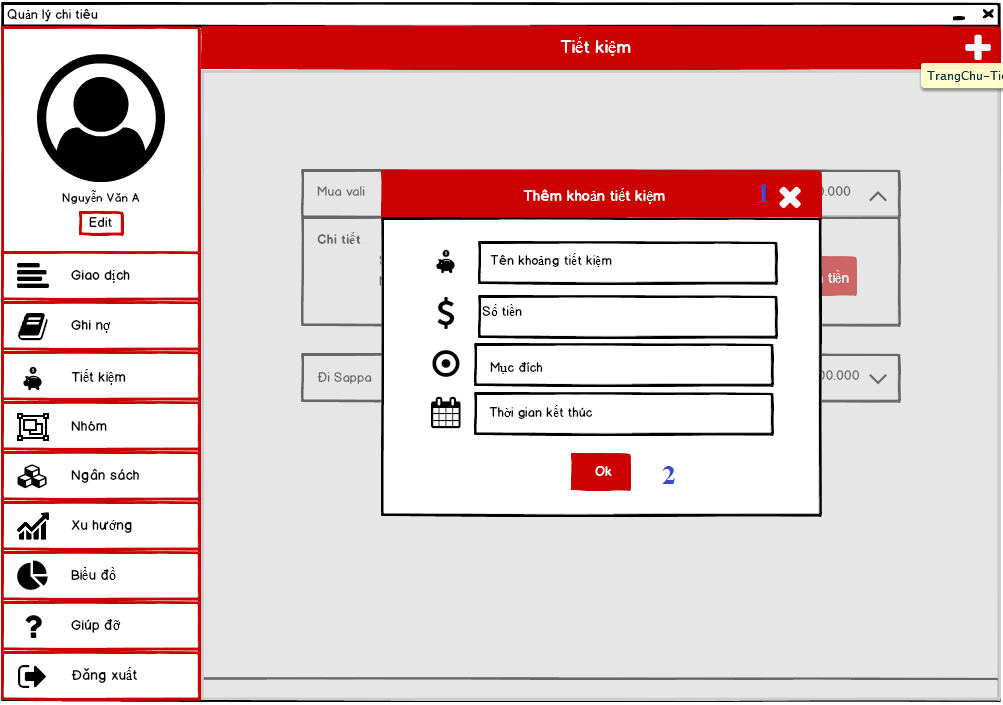 Quản lý chi tiêu
Tiết kiệm
TrangChu-Tiế
Nguyễn Văn A
Edit
Giao dịch
Ghi nợ
Tiết kiệm
Nhóm
Ngân sách
Xu hướng
Biểu đồ
Giúp đỡ
Đăng xuất
Mua vali
0.000
Chi tiết
tiền
Đi Sappa
00.000
Thêm khoản tiết kiệm
1
Tên khoảng tiết kiệm
$
Số tiền
Mục đích
Thời gian kết thúc
Ok
2